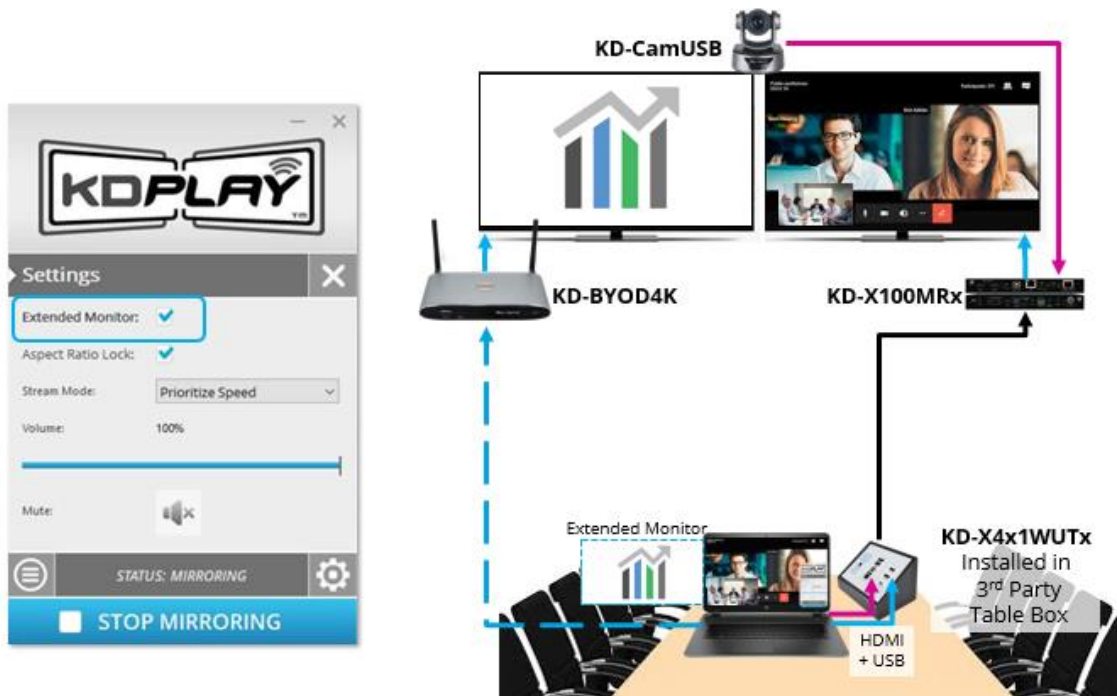 KDPLAY
TM
Settings
Extended Monitor:
Aspect Ratio Lock:
Stream Mode: Prioritize Speed
Volume: 100%
Mute:
STATUS: MIRRORING
STOP MIRRORING
KD-CamUSB
KD-BYOD4K
KD-X100MRx
Extended Monitor
KD-X4x1WUTx
Installed in
3rd Party
Table Box
HDMI
+ USB